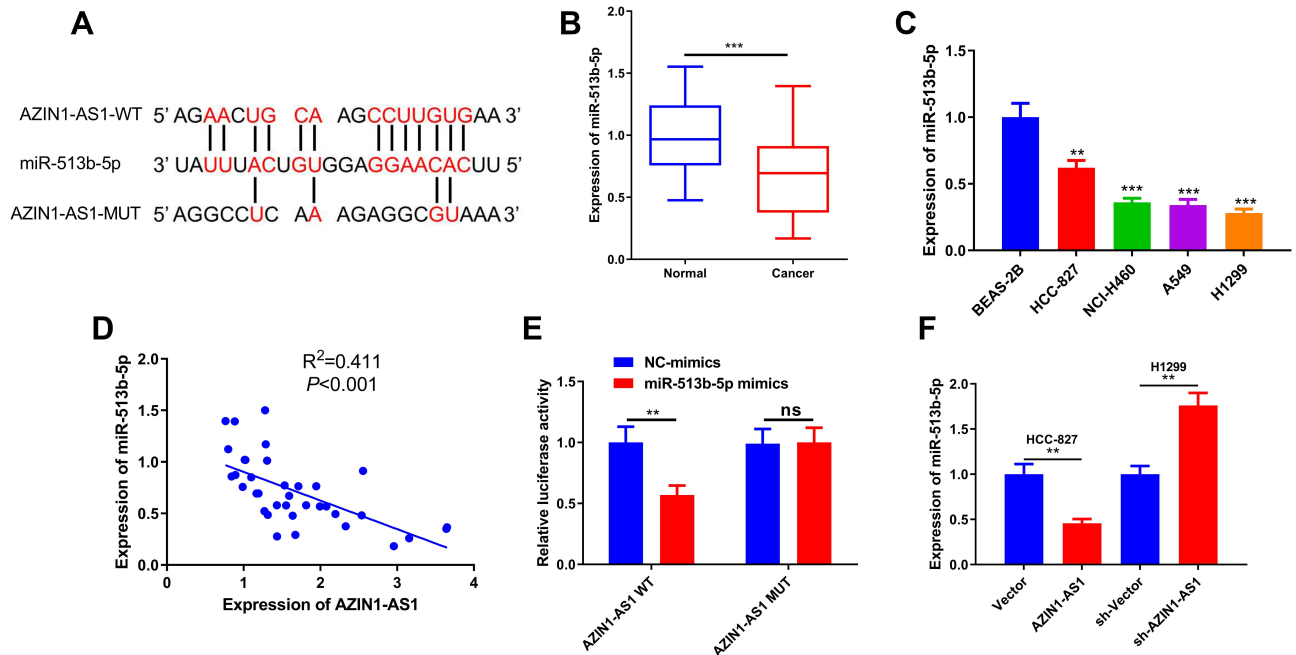 A
AZIN1-AS1-WT 5’ AGAACUG CA AGCCUUGUGAA 3’
miR-513b-5p 3’ UAUUUACUGUGGAGGAACACUU 5’
AZIN1-AS1-MUT 5’ AGGCCUC AA AGAGGCGUAAA 3’
B
Expression of miR-513b-5p
2.0
1.5
1.0
0.5
0.0
***
Normal Cancer
C
Expression of miR-513b-5p
1.5
1.0
0.5
0.0
** *** *** ***
BEAS-2B HCC-827 NCI-H460 A549 H1299
D
Expression of miR-513b-5p
2.0
1.5
1.0
0.5
0.0
R²=0.411
P<0.001
0 1 2 3 4
Expression of AZIN1-AS1
E
NC-mimics
miR-513b-5p mimics
Relative luciferase activity
1.5
1.0
0.5
0.0
** ns
AZIN1-AS1 WT AZIN1-AS1 MUT
F
Expression of miR-513b-5p
2.0
1.5
1.0
0.5
0.0
HCC-827
**
H1299
**
Vector AZIN1-AS1 sh-Vector sh-AZIN1-AS1